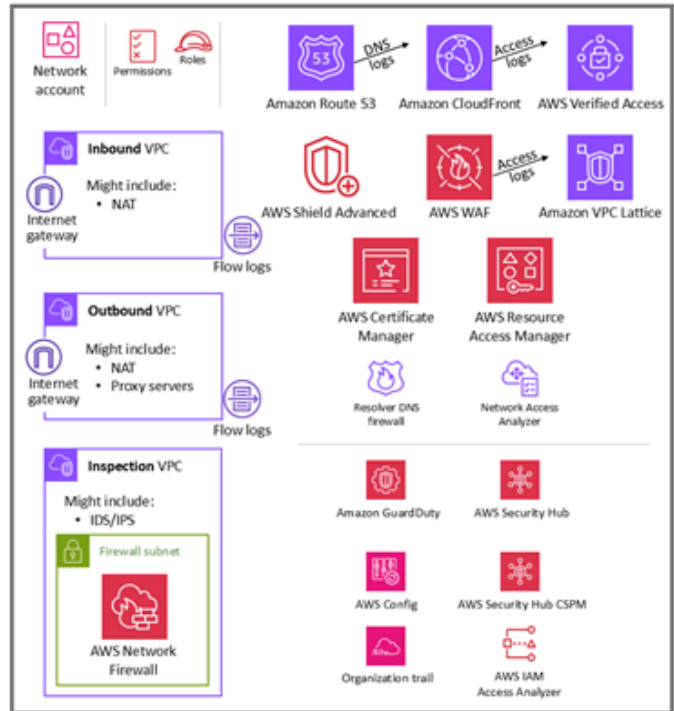 Network
account
Permissions
Roles
53
DNS
logs
Access
logs
Amazon Route 53
Amazon CloudFront
AWS Verified Access
Inbound VPC
Might include:
• NAT
Internet
gateway
Flow logs
AWS Shield Advanced
AWS WAF
Access
logs
Amazon VPC Lattice
AWS Certificate
Manager
AWS Resource
Access Manager
Outbound VPC
Might include:
• NAT
• Proxy servers
Internet
gateway
Flow logs
Resolver DNS
firewall
Network Access
Analyzer
Inspection VPC
Might include:
• IDS/IPS
Firewall subnet
AWS Network
Firewall
Amazon GuardDuty
AWS Security Hub
AWS Config
AWS Security Hub CSPM
Organization trail
AWS IAM
Access Analyzer